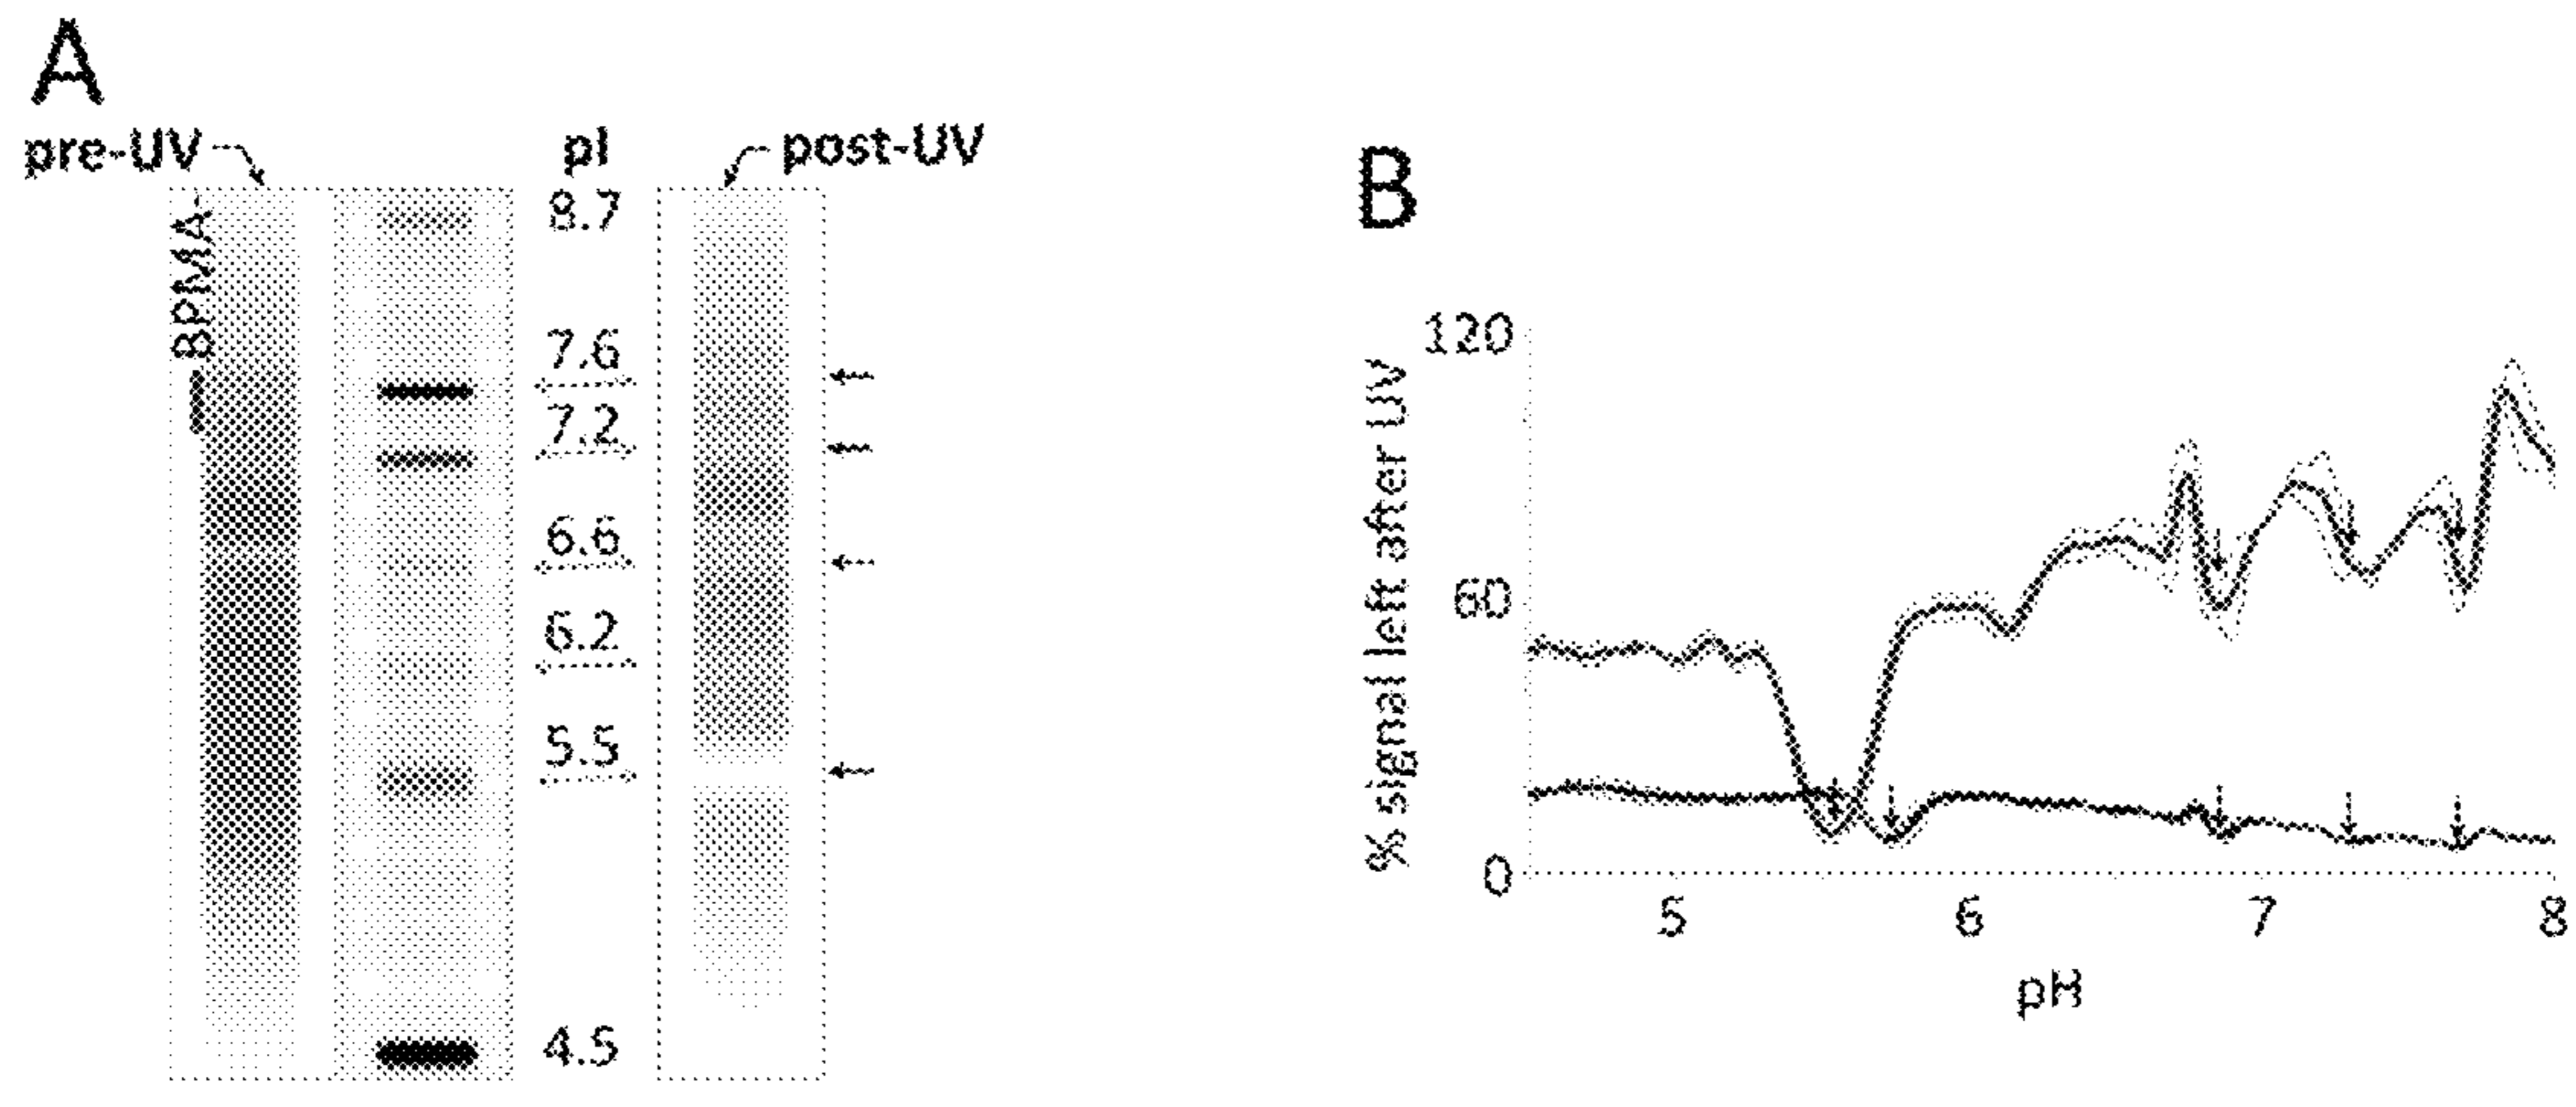 A
pre-UV
pI
post-UV
BPMA-
8.7
7.6
7.2
6.6
6.2
5.5
4.5
B
% signal left after UV
120
60
0
5 6 7 8
pH